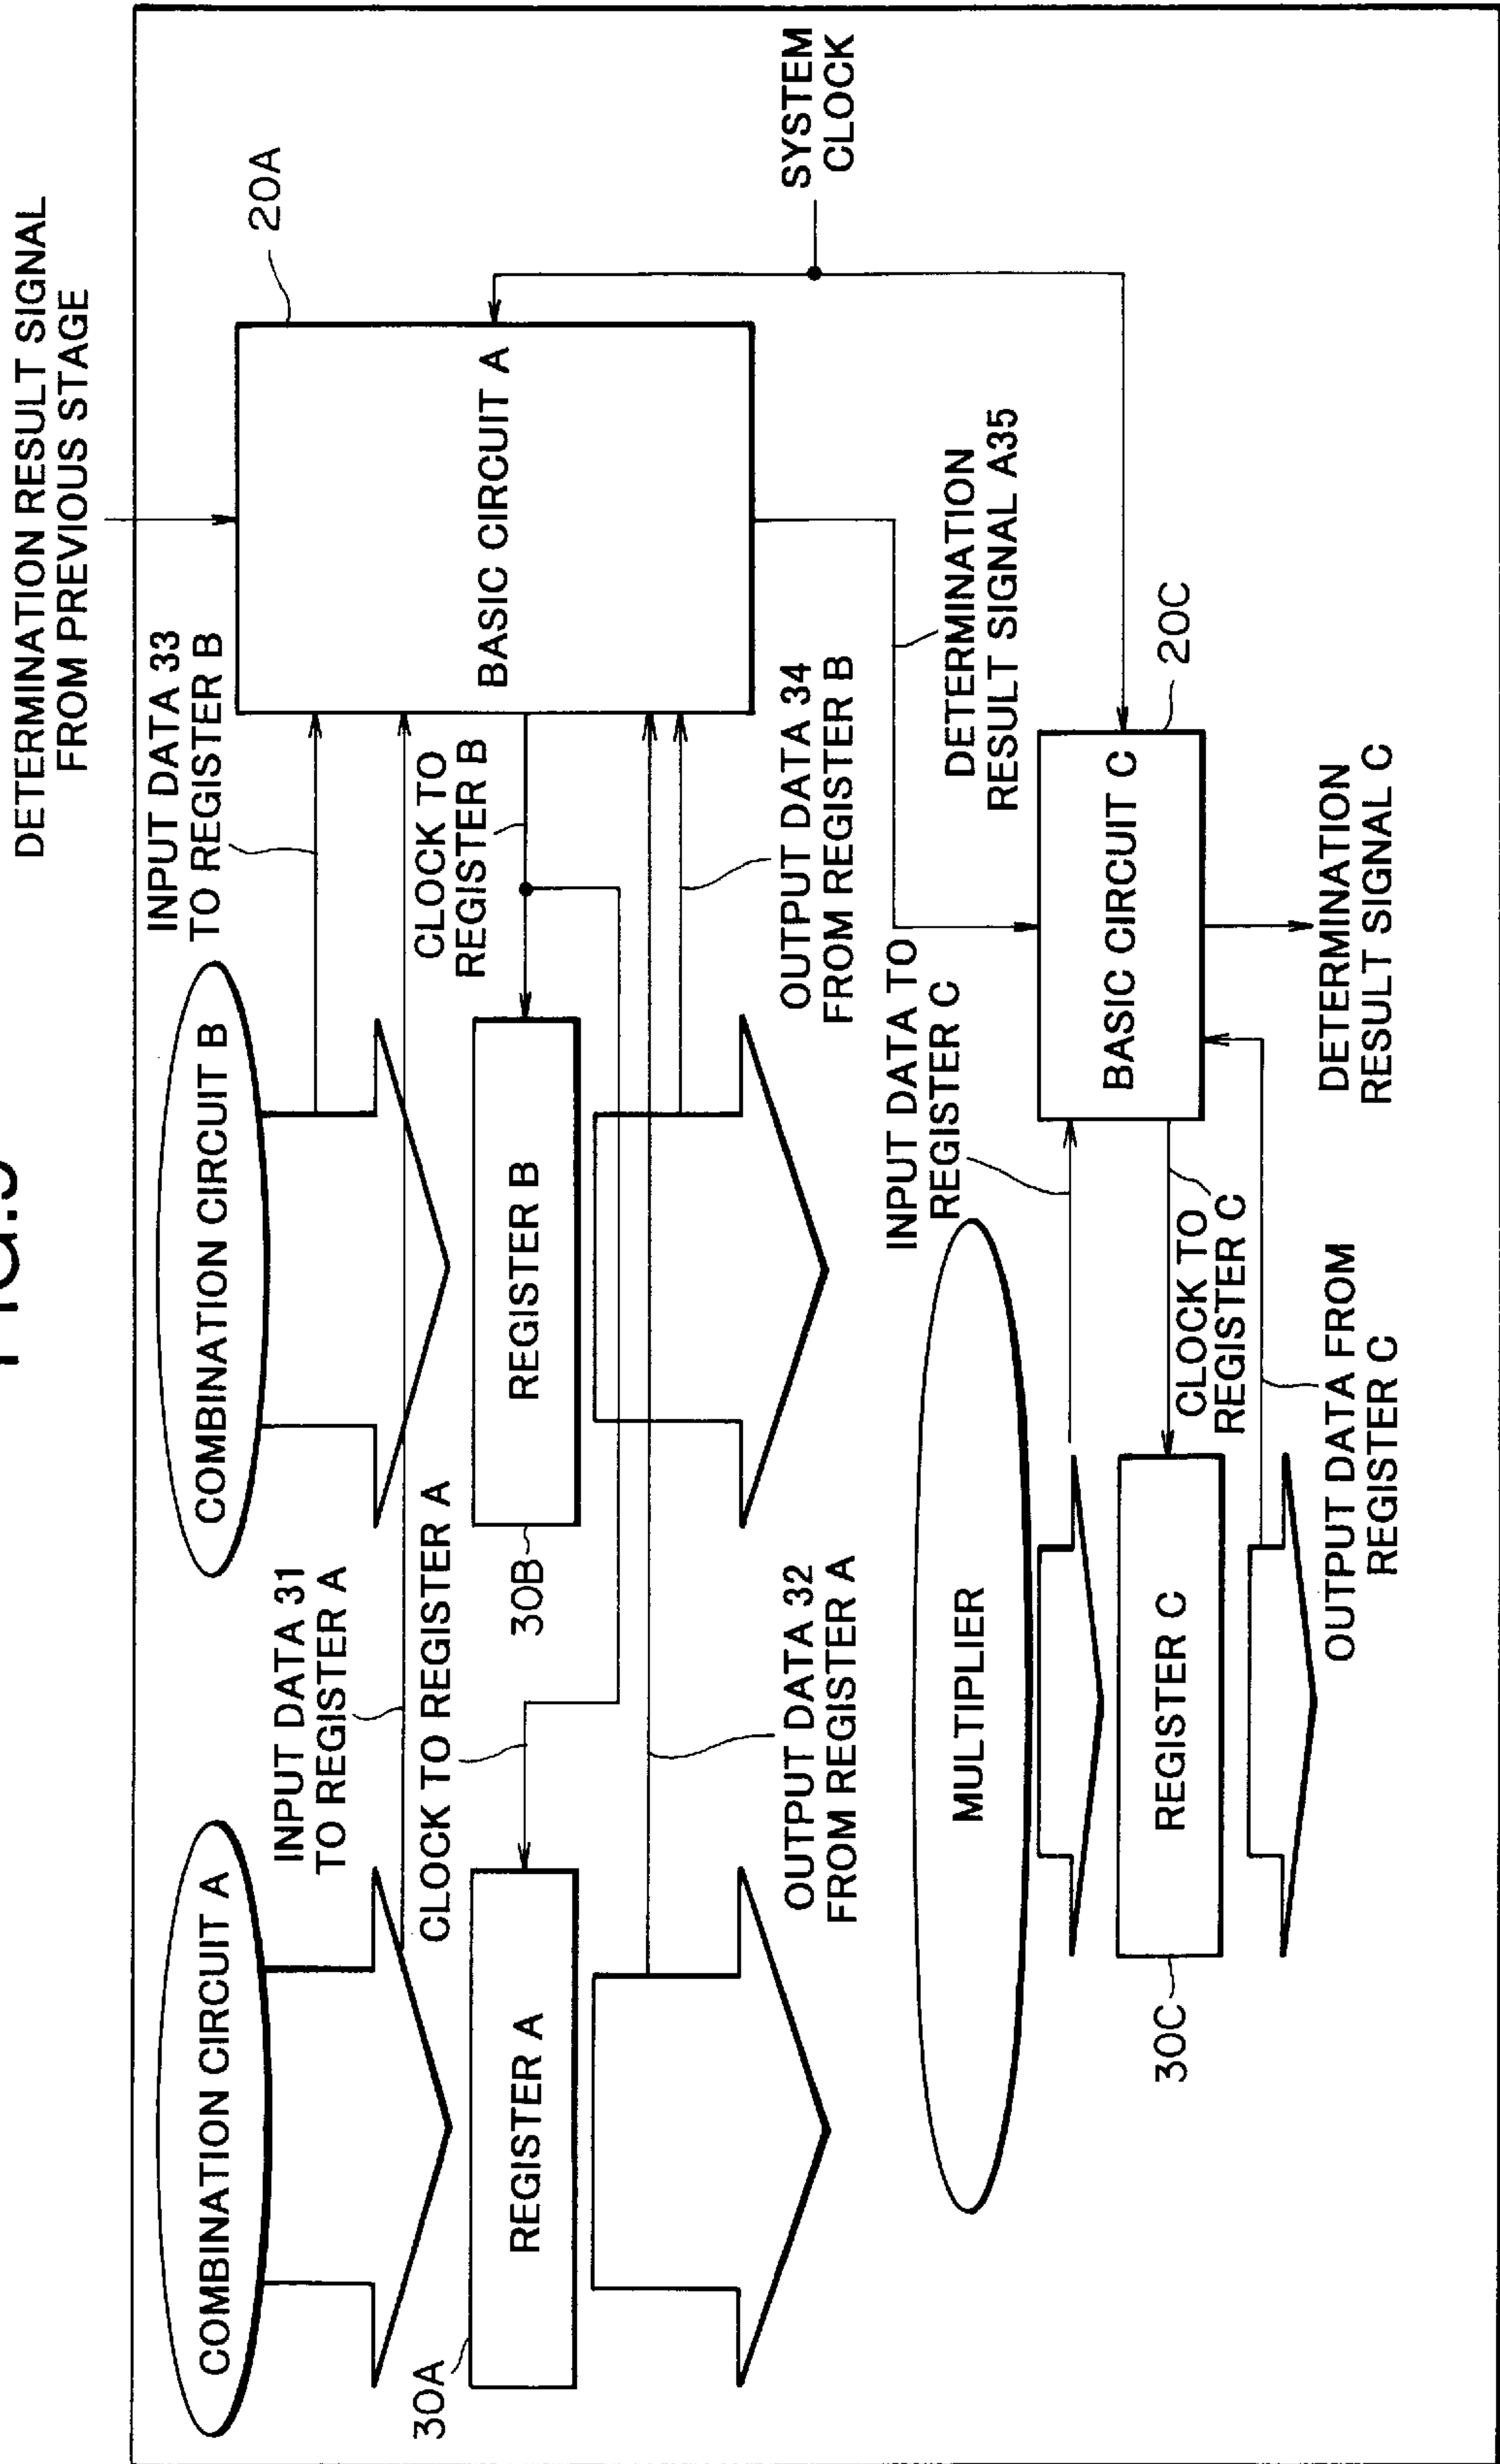 DETERMINATION RESULT SIGNAL
FROM PREVIOUS STAGE
COMBINATION CIRCUIT A
COMBINATION CIRCUIT B
INPUT DATA 33
TO REGISTER B
20A
INPUT DATA 31
TO REGISTER A
30A
REGISTER A
CLOCK TO REGISTER A
30B
REGISTER B
CLOCK TO
REGISTER B
BASIC CIRCUIT A
OUTPUT DATA 32
FROM REGISTER A
OUTPUT DATA 34
FROM REGISTER B
SYSTEM
CLOCK
MULTIPLIER
INPUT DATA TO
REGISTER C
DETERMINATION
RESULT SIGNAL A35
30C
REGISTER C
CLOCK TO
REGISTER C
BASIC CIRCUIT C
20C
OUTPUT DATA FROM
REGISTER C
DETERMINATION
RESULT SIGNAL C